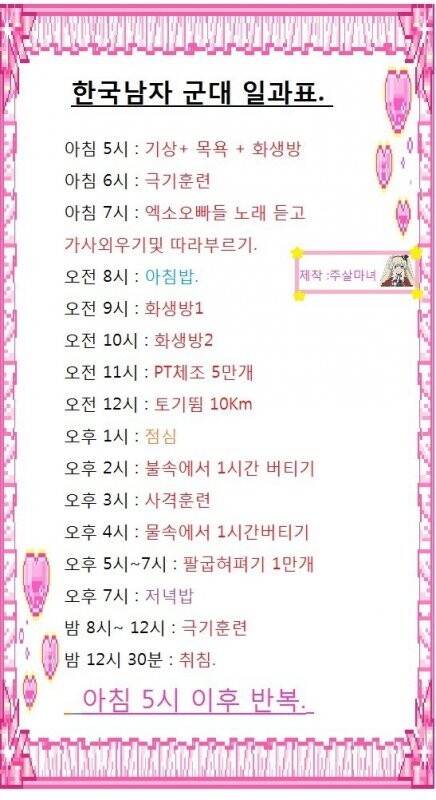 한국남자 군대 일과표.
아침 5시 : 기상+ 목욕 + 화생방
아침 6시 : 극기훈련
아침 7시 : 엑소오빠들 노래 듣고
가사외우기및 따라부르기.
오전 8시 : 아침밥.
제작 :주살마녀
오전 9시 : 화생방1
오전 10시 : 화생방2
오전 11시 : PT체조 5만개
오전 12시 : 토기뜀 10Km
오후 1시 : 점심
오후 2시 : 불속에서 1시간 버티기
오후 3시 : 사격훈련
오후 4시 : 물속에서 1시간버티기
오후 5시~7시 : 팔굽혀펴기 1만개
오후 7시 : 저녁밥
밤 8시~ 12시 : 극기훈련
밤 12시 30분 : 취침.
아침 5시 이후 반복.